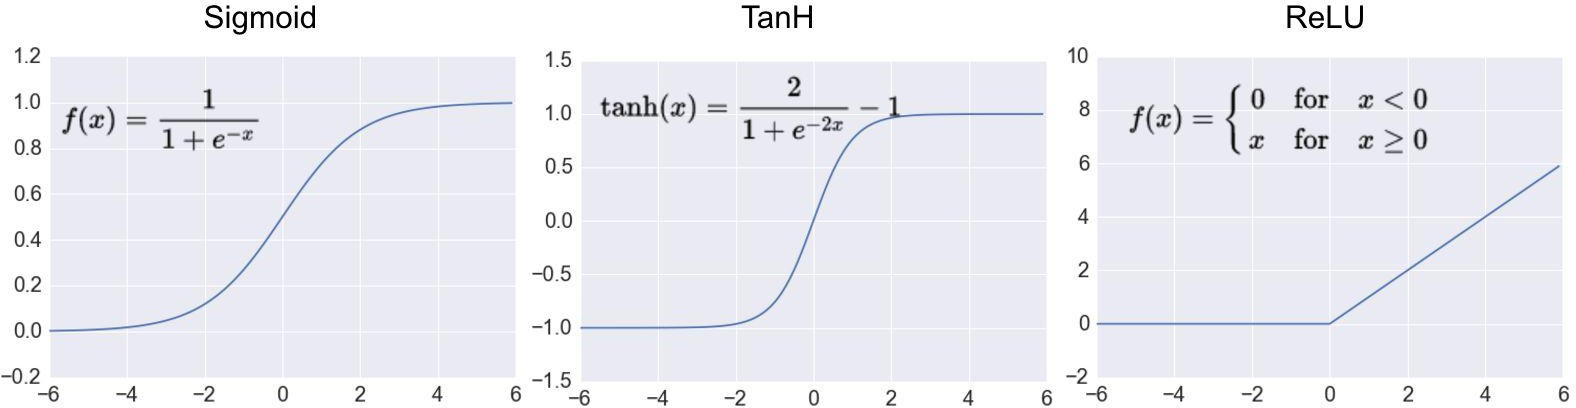 Sigmoid
1.2
1.0
0.8
0.6
0.4
0.2
0.0
−0.2
f(x) = 1 / (1 + e^{−x})
−6 −4 −2 0 2 4 6
TanH
1.5
1.0
0.5
0.0
−0.5
−1.0
−1.5
tanh(x) = 2 / (1 + e^{−2x}) − 1
−6 −4 −2 0 2 4 6
ReLU
10
8
6
4
2
0
−2
f(x) = { 0 for x < 0
x for x ≥ 0
−6 −4 −2 0 2 4 6